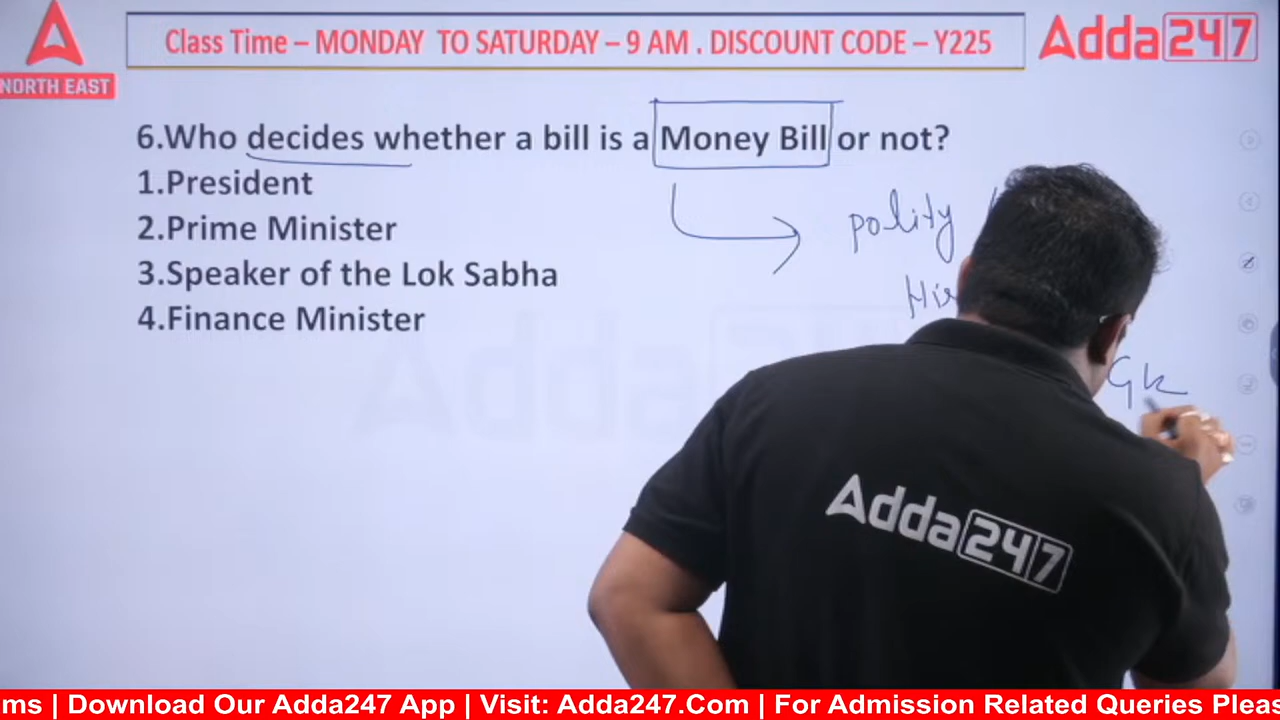 NORTH EAST
Class Time – MONDAY TO SATURDAY – 9 AM . DISCOUNT CODE – Y225
Adda247
6.Who decides whether a bill is a Money Bill or not?
1.President
2.Prime Minister
3.Speaker of the Lok Sabha
4.Finance Minister
polity
GK
Adda247
Adda247
ms | Download Our Adda247 App | Visit: Adda247.Com | For Admission Related Queries Pleas